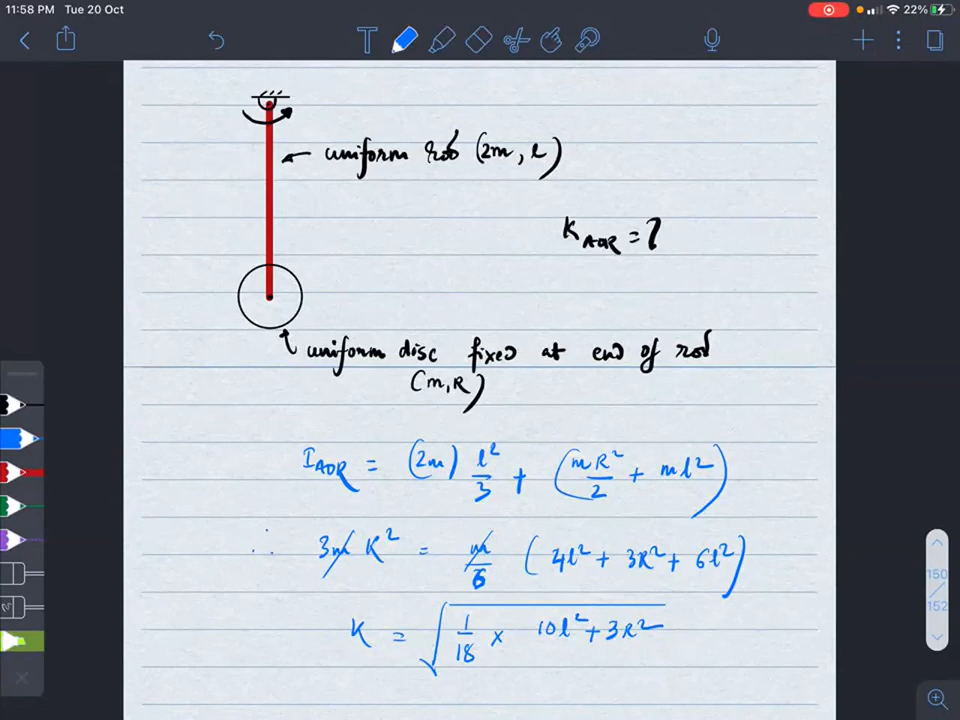 11:58 PM Tue 20 Oct 22%
T
uniform rod (2m, l)
K_AOR = ?
uniform disc fixed at end of rod
(m, R)
I_AOR = (2m) l²/3 + (mR²/2 + ml²)
∴ 3m K² = m/6 (4l² + 3R² + 6l²)
K = √(1/18 × 10l² + 3R²)
150
152